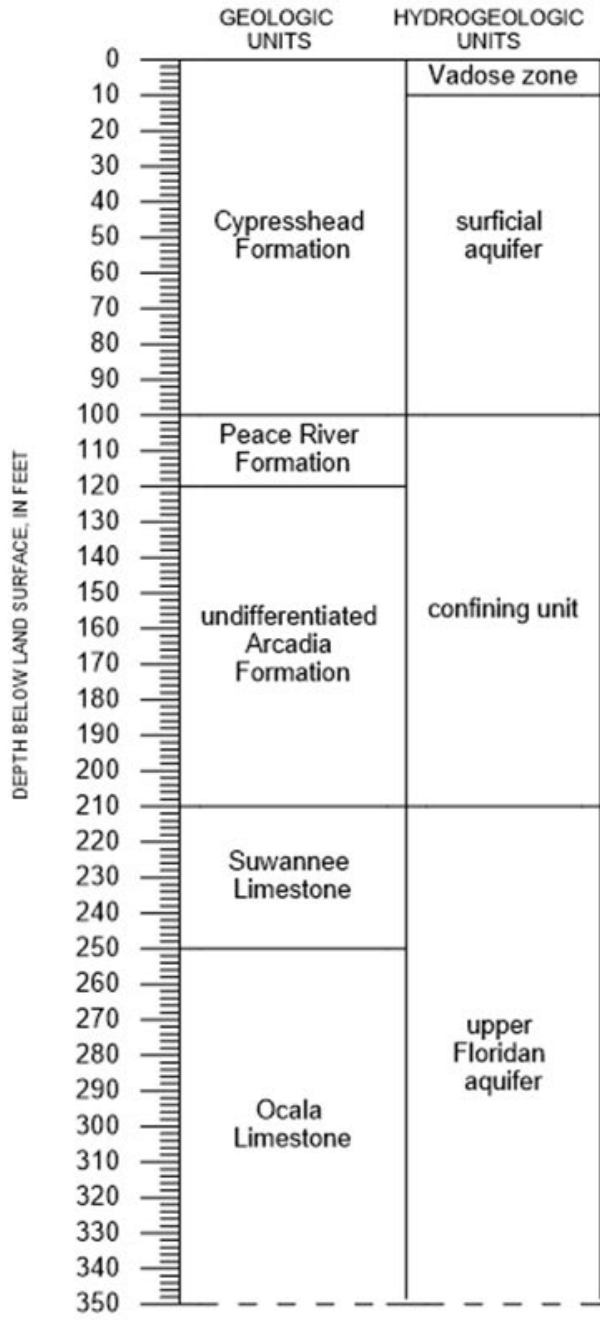 GEOLOGIC
UNITS
HYDROGEOLOGIC
UNITS
DEPTH BELOW LAND SURFACE, IN FEET
0
10
20
30
40
50
60
70
80
90
100
110
120
130
140
150
160
170
180
190
200
210
220
230
240
250
260
270
280
290
300
310
320
330
340
350
Cypresshead
Formation
Peace River
Formation
undifferentiated
Arcadia
Formation
Suwannee
Limestone
Ocala
Limestone
Vadose zone
surficial
aquifer
confining unit
upper
Floridan
aquifer